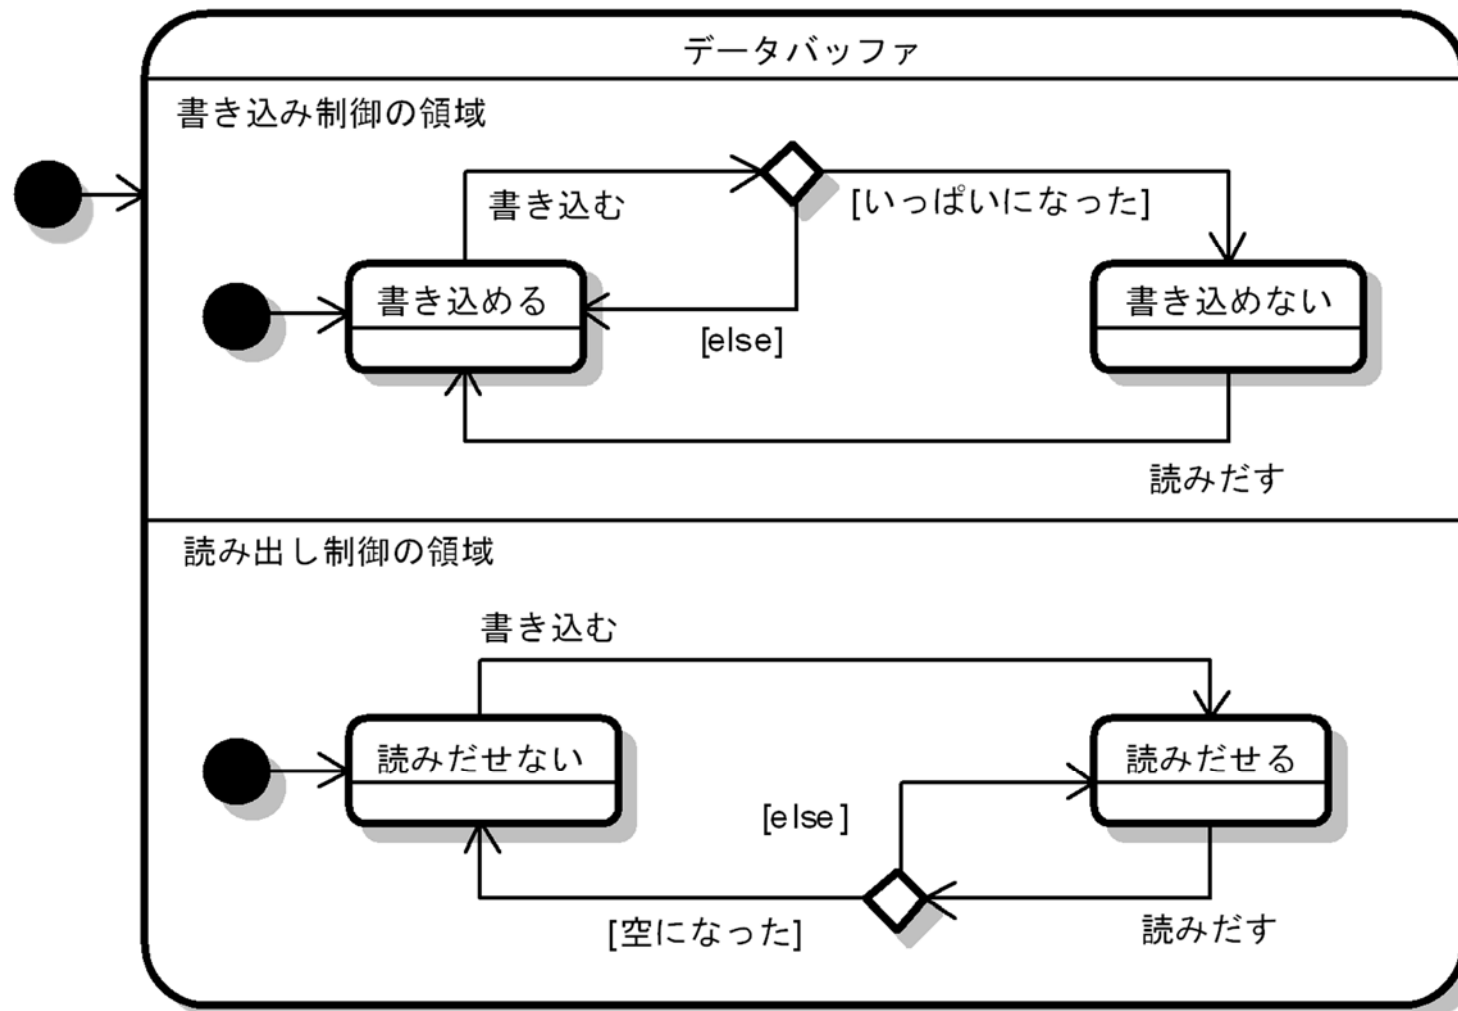 データバッファ
書き込み制御の領域
書き込む
[いっぱいになった]
書き込める
書き込めない
[else]
読みだす
読み出し制御の領域
書き込む
読みだせない
読みだせる
[else]
[空になった]
読みだす